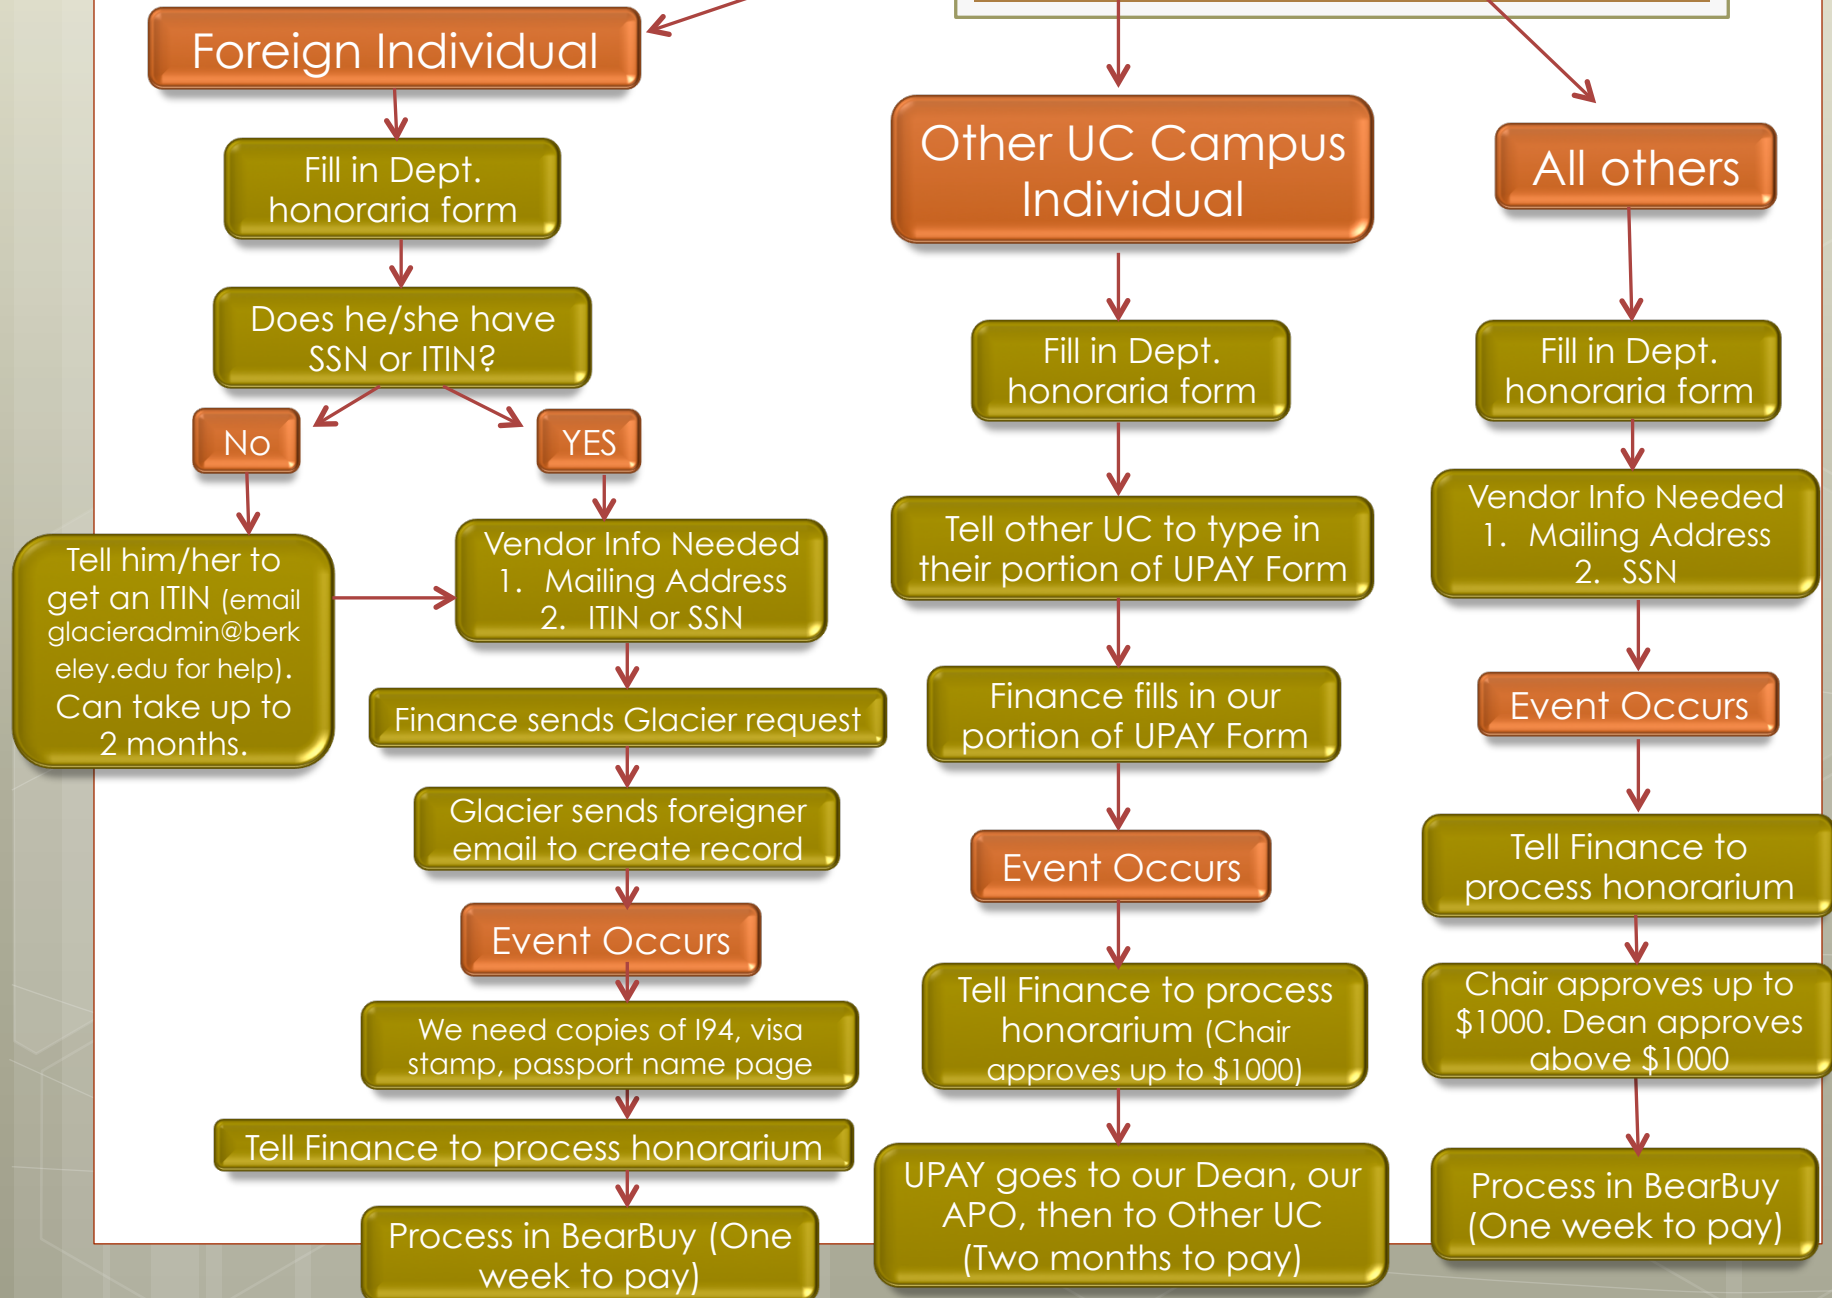 Foreign Individual
Fill in Dept.
honoraria form
Does he/she have
SSN or ITIN?
No
YES
Tell him/her to
get an ITIN (email
glacieradmin@berk
eley.edu for help).
Can take up to
2 months.
Vendor Info Needed
1. Mailing Address
2. ITIN or SSN
Finance sends Glacier request
Glacier sends foreigner
email to create record
Event Occurs
We need copies of I94, visa
stamp, passport name page
Tell Finance to process honorarium
Process in BearBuy (One
week to pay)
Other UC Campus
Individual
Fill in Dept.
honoraria form
Tell other UC to type in
their portion of UPAY Form
Finance fills in our
portion of UPAY Form
Event Occurs
Tell Finance to process
honorarium (Chair
approves up to $1000)
UPAY goes to our Dean, our
APO, then to Other UC
(Two months to pay)
All others
Fill in Dept.
honoraria form
Vendor Info Needed
1. Mailing Address
2. SSN
Event Occurs
Tell Finance to
process honorarium
Chair approves up to
$1000. Dean approves
above $1000
Process in BearBuy
(One week to pay)